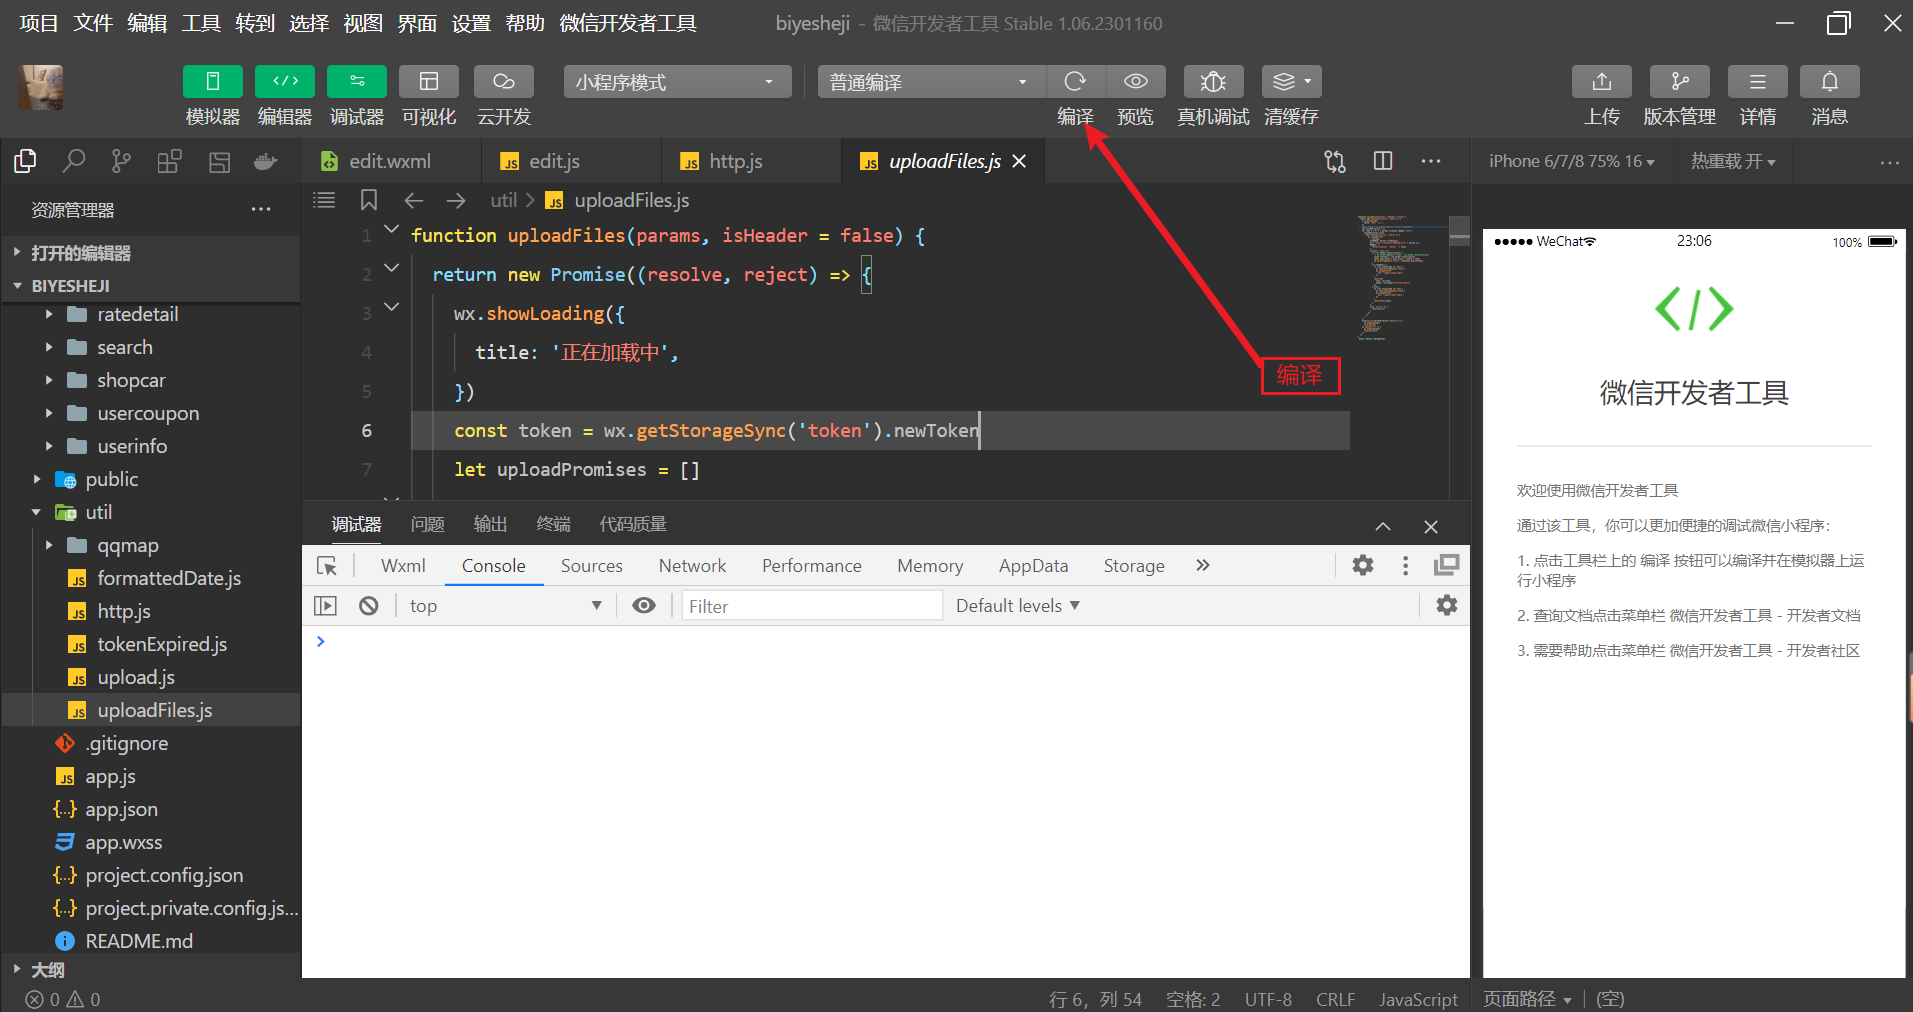 项目 文件 编辑 工具 转到 选择 视图 界面 设置 帮助 微信开发者工具
biyesheji - 微信开发者工具 Stable 1.06.2301160
小程序模式
普通编译
模拟器 编辑器 调试器 可视化 云开发
编译 预览 真机调试 清缓存
上传 版本管理 详情 消息
edit.wxml
edit.js
http.js
uploadFiles.js
iPhone 6/7/8 75% 16
热重载 开
资源管理器
打开的编辑器
BIYESHEJI
ratedetail
search
shopcar
usercoupon
userinfo
public
util
qqmap
formattedDate.js
http.js
tokenExpired.js
upload.js
uploadFiles.js
.gitignore
app.js
app.json
app.wxss
project.config.json
project.private.config.js...
README.md
大纲
0 0
util > uploadFiles.js
1 function uploadFiles(params, isHeader = false) {
2 return new Promise((resolve, reject) => {
3 wx.showLoading({
4 title: '正在加载中',
5 })
6 const token = wx.getStorageSync('token').newToken
7 let uploadPromises = []
编译
调试器 问题 输出 终端 代码质量
Wxml Console Sources Network Performance Memory AppData Storage »
top
Filter
Default levels
行 6，列 54 空格: 2 UTF-8 CRLF JavaScript
WeChat 23:06 100%
微信开发者工具
欢迎使用微信开发者工具
通过该工具，你可以更加便捷的调试微信小程序：
1. 点击工具栏上的 编译 按钮可以编译并在模拟器上运
行小程序
2. 查询文档点击菜单栏 微信开发者工具 - 开发者文档
3. 需要帮助点击菜单栏 微信开发者工具 - 开发者社区
页面路径 (空)